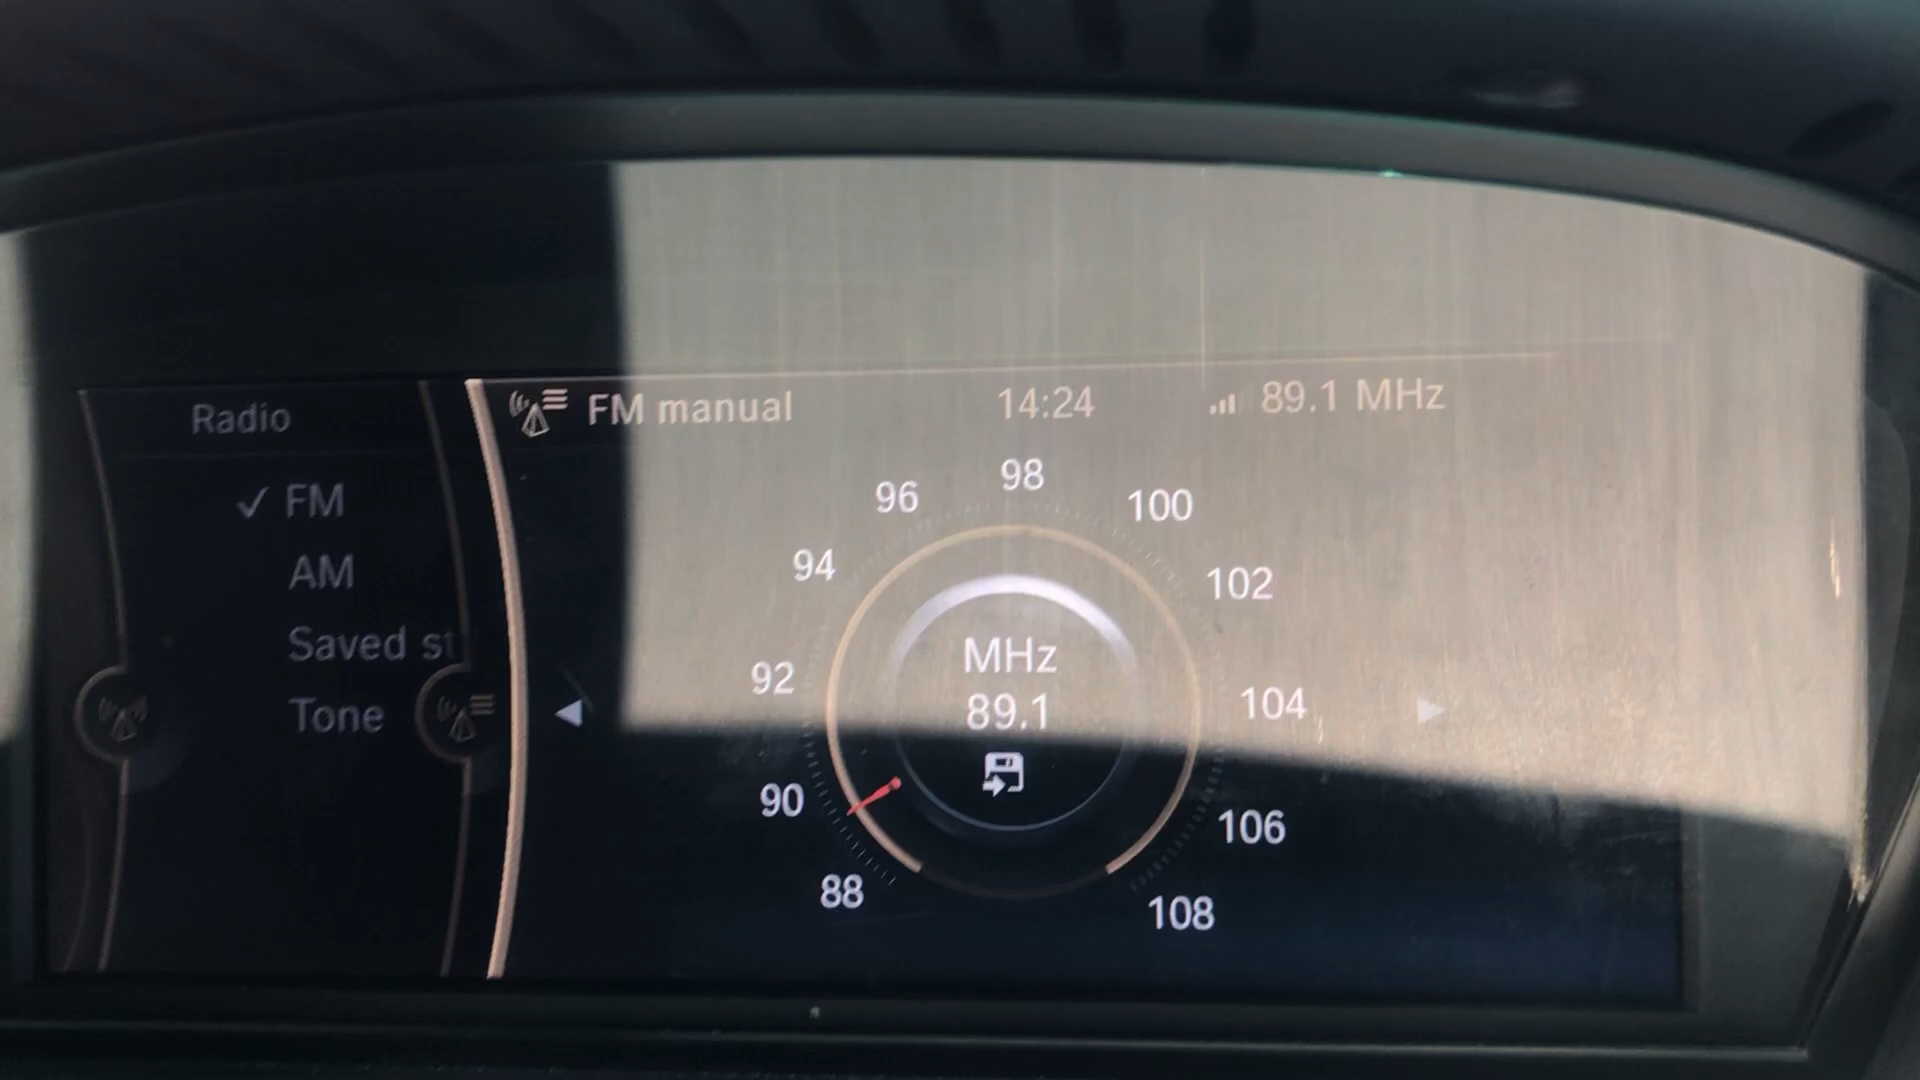 Radio
✓ FM
AM
Saved st
Tone
FM manual
14:24
89.1 MHz
98
96
100
94
102
92
104
90
106
88
108
MHz
89.1